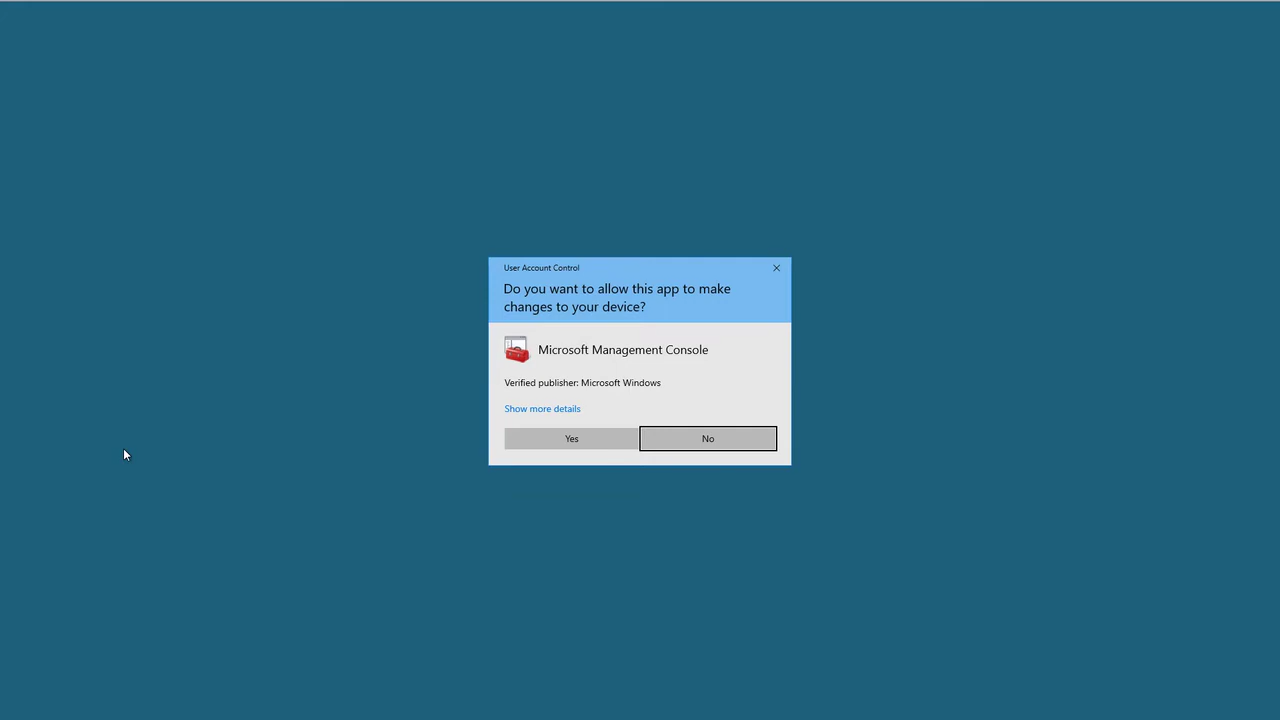 User Account Control
Do you want to allow this app to make
changes to your device?
Microsoft Management Console
Verified publisher: Microsoft Windows
Show more details
Yes
No